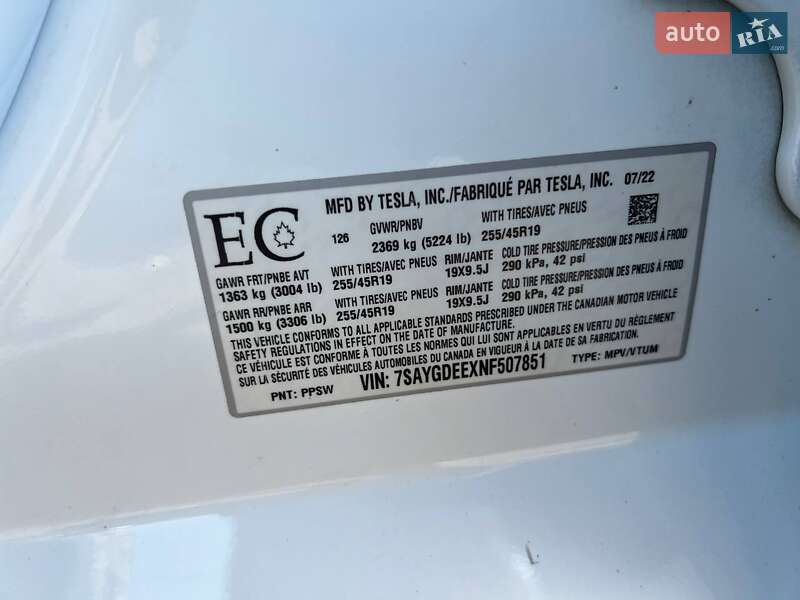 auto RIA.com
MFD BY TESLA, INC./FABRIQUÉ PAR TESLA, INC. 07/22
EC
126
GVWR/PNBV
2369 kg (5224 lb)
WITH TIRES/AVEC PNEUS
255/45R19
GAWR FRT/PNBE AVT
1363 kg (3004 lb)
WITH TIRES/AVEC PNEUS
255/45R19
RIM/JANTE
19X9.5J
COLD TIRE PRESSURE/PRESSION DES PNEUS À FROID
290 kPa, 42 psi
GAWR RR/PNBE ARR
1500 kg (3306 lb)
WITH TIRES/AVEC PNEUS
255/45R19
RIM/JANTE
19X9.5J
COLD TIRE PRESSURE/PRESSION DES PNEUS À FROID
290 kPa, 42 psi
THIS VEHICLE CONFORMS TO ALL APPLICABLE STANDARDS PRESCRIBED UNDER THE CANADIAN MOTOR VEHICLE
SAFETY REGULATIONS IN EFFECT ON THE DATE OF MANUFACTURE.
CE VÉHICULE EST CONFORME À TOUTES LES NORMES QUI LUI SONT APPLICABLES EN VERTU DU RÈGLEMENT
SUR LA SÉCURITÉ DES VÉHICULES AUTOMOBILES DU CANADA EN VIGUEUR À LA DATE DE SA FABRICATION.
PNT: PPSW
VIN: 7SAYGDEEXNF507851
TYPE: MPV/VTUM